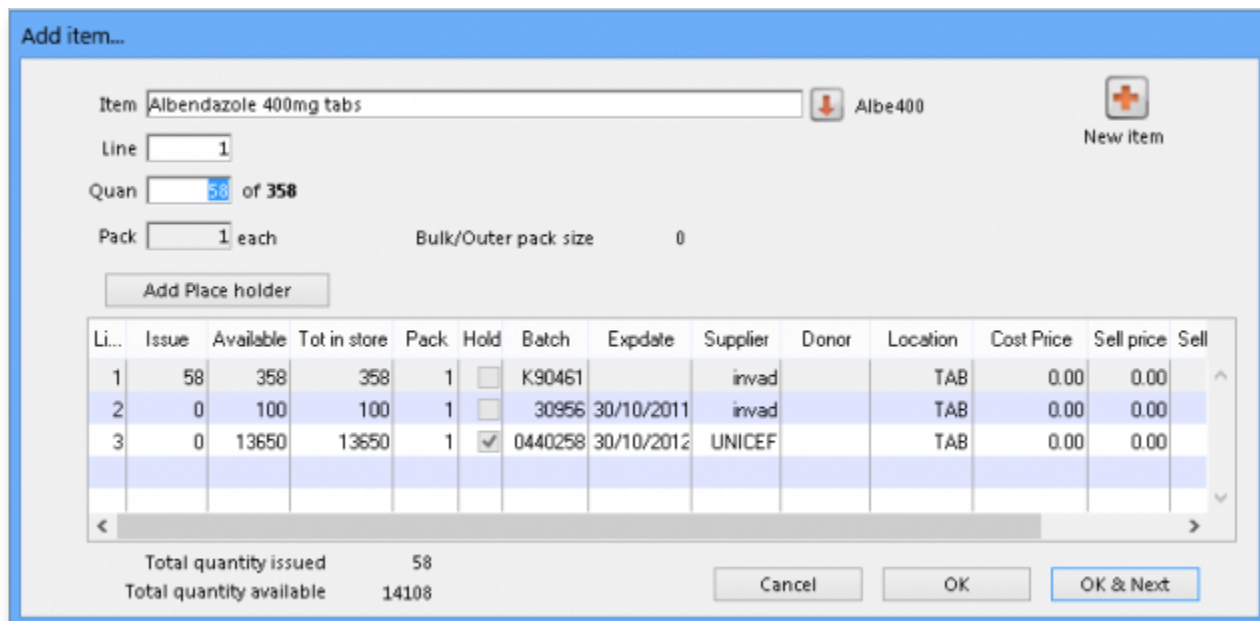 Add item...
Item Albendazole 400mg tabs Albe400
New item
Line 1
Quan 58 of 358
Pack 1 each Bulk/Outer pack size 0
Add Place holder
Li... Issue Available Tot in store Pack Hold Batch Expdate Supplier Donor Location Cost Price Sell price Sell
1 58 358 358 1 K90461 invad TAB 0.00 0.00
2 0 100 100 1 30956 30/10/2011 invad TAB 0.00 0.00
3 0 13650 13650 1 0440258 30/10/2012 UNICEF TAB 0.00 0.00
Total quantity issued 58
Total quantity available 14108
Cancel OK OK & Next